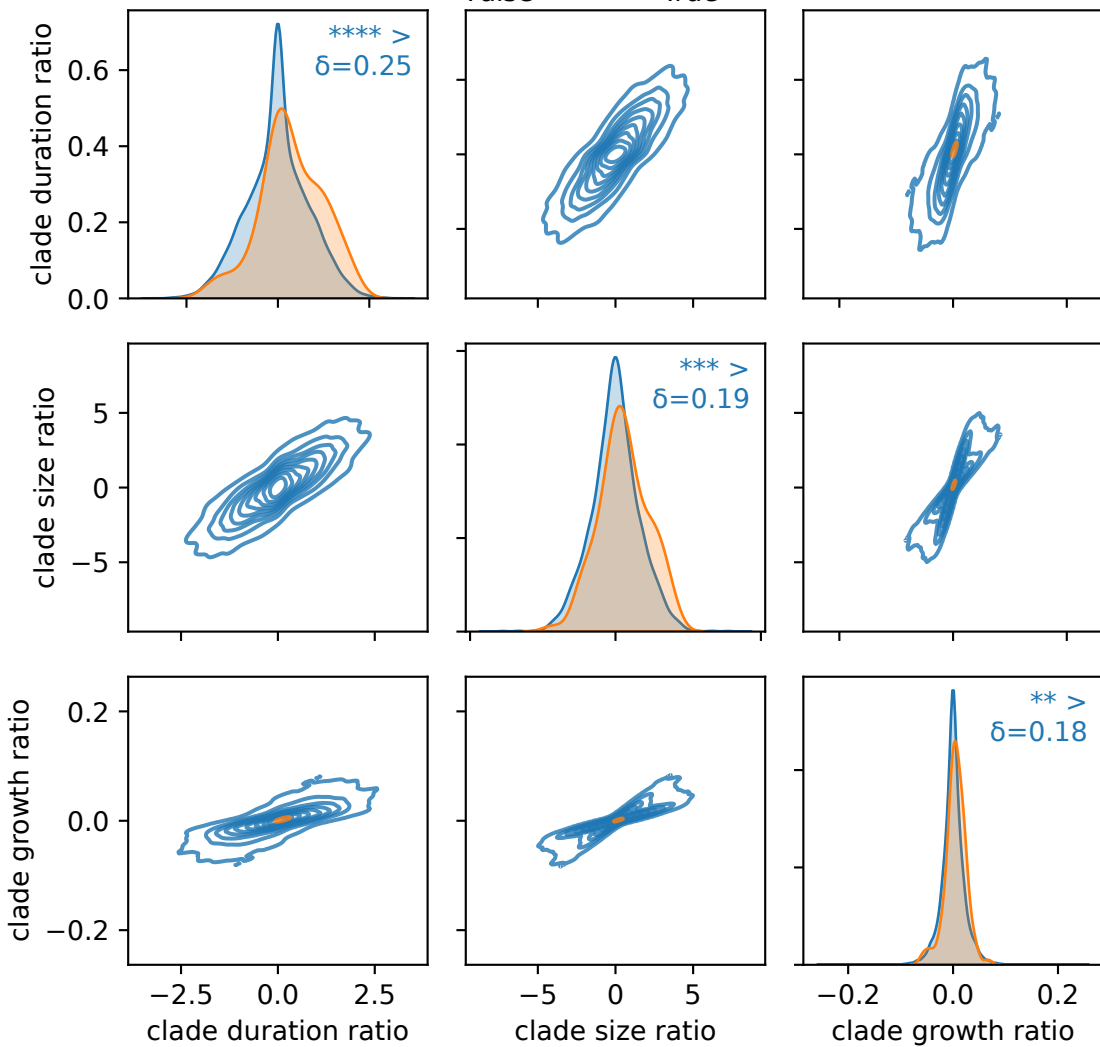 clade duration ratio
0.6
0.4
0.2
0.0
**** >
δ=0.25
clade size ratio
5
0
−5
*** >
δ=0.19
clade growth ratio
0.2
0.0
−0.2
** >
δ=0.18
−2.5 0.0 2.5
−5 0 5
−0.2 0.0 0.2
clade duration ratio
clade size ratio
clade growth ratio